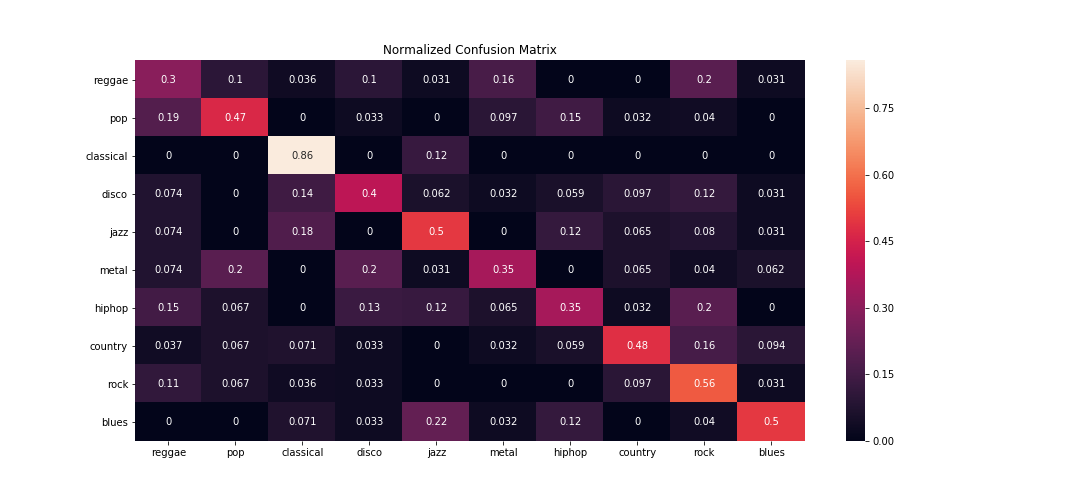 Normalized Confusion Matrix
reggae 0.3 0.1 0.036 0.1 0.031 0.16 0 0 0.2 0.031
pop 0.19 0.47 0 0.033 0 0.097 0.15 0.032 0.04 0
0.75
classical 0 0 0.86 0 0.12 0 0 0 0 0
0.60
disco 0.074 0 0.14 0.4 0.062 0.032 0.059 0.097 0.12 0.031
jazz 0.074 0 0.18 0 0.5 0 0.12 0.065 0.08 0.031
0.45
metal 0.074 0.2 0 0.2 0.031 0.35 0 0.065 0.04 0.062
hiphop 0.15 0.067 0 0.13 0.12 0.065 0.35 0.032 0.2 0
0.30
country 0.037 0.067 0.071 0.033 0 0.032 0.059 0.48 0.16 0.094
0.15
rock 0.11 0.067 0.036 0.033 0 0 0 0.097 0.56 0.031
blues 0 0 0.071 0.033 0.22 0.032 0.12 0 0.04 0.5
0.00
reggae pop classical disco jazz metal hiphop country rock blues